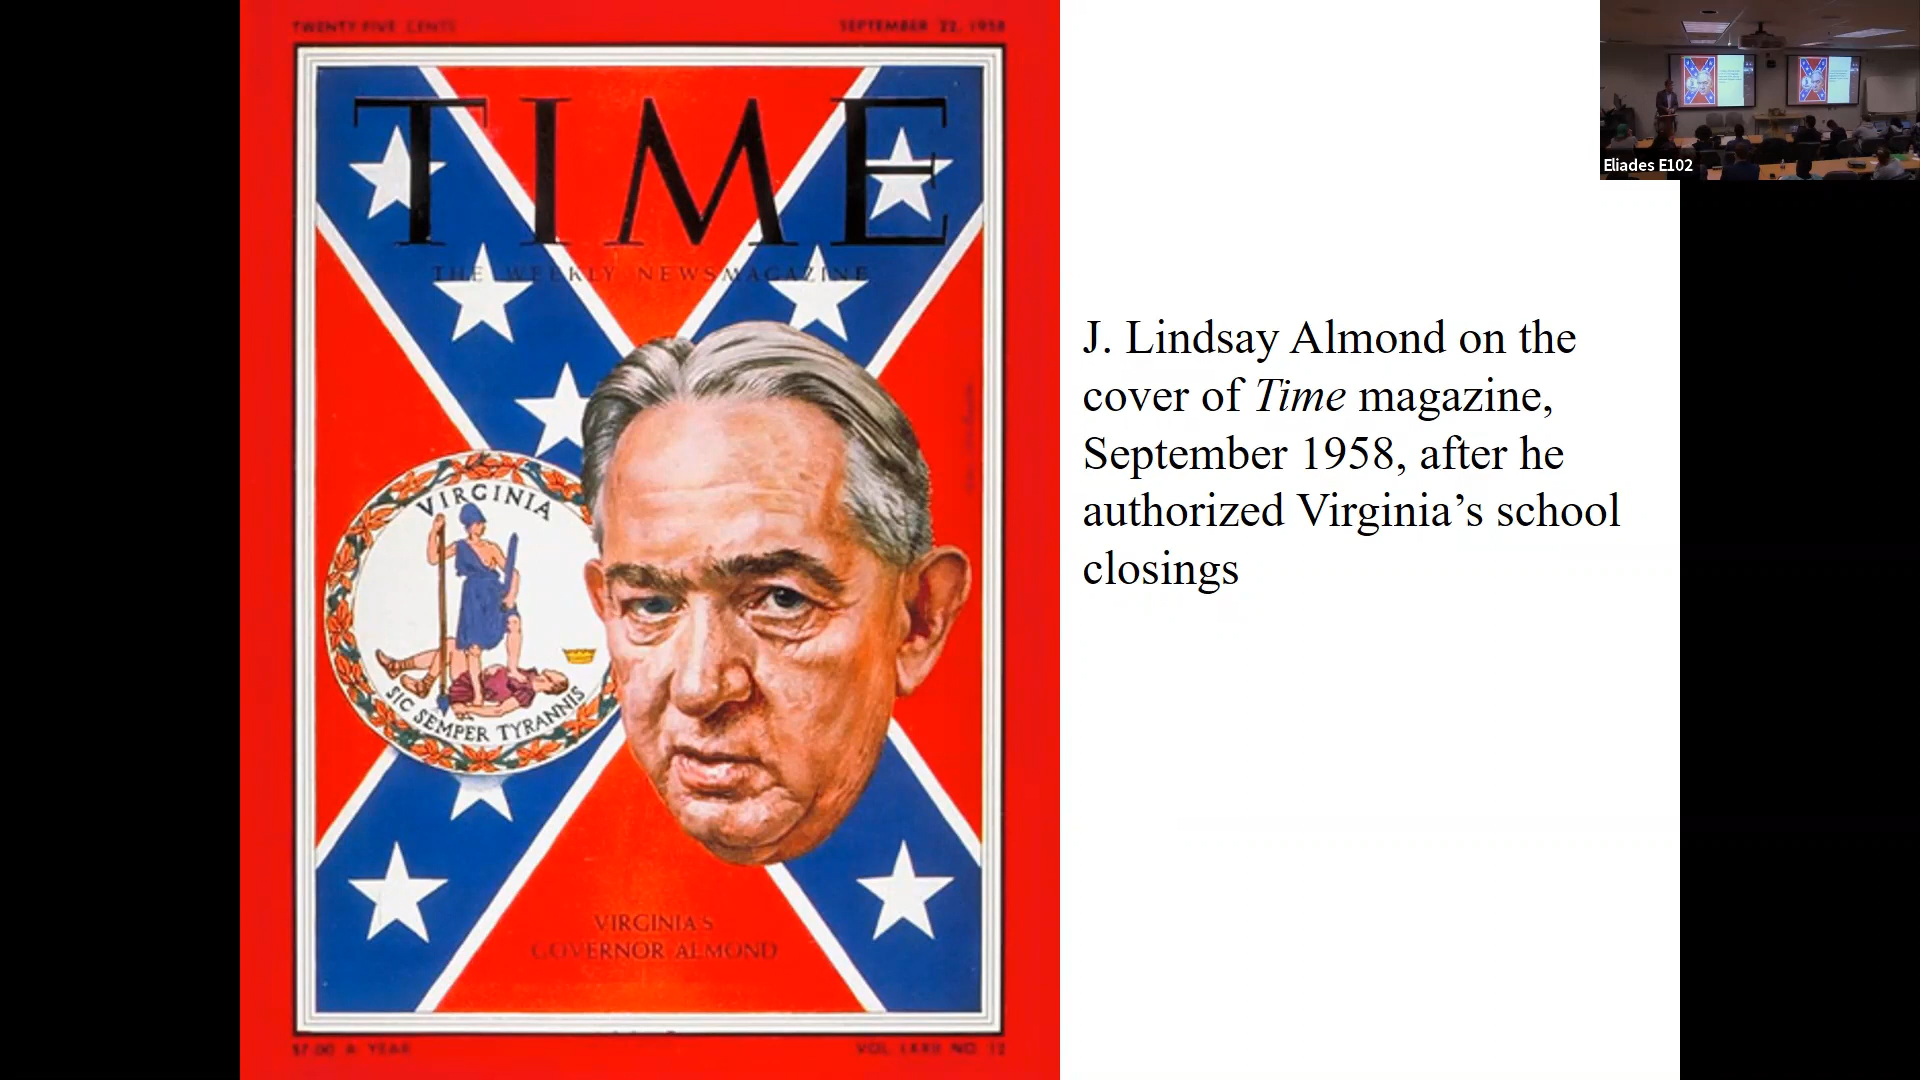 TWENTY FIVE CENTS
SEPTEMBER 22, 1958
TIME
THE WEEKLY NEWSMAGAZINE
VIRGINIA
SIC SEMPER TYRANNIS
VIRGINIA'S
GOVERNOR ALMOND
$7.00 A YEAR
VOL. LXXII NO. 12
J. Lindsay Almond on the
cover of Time magazine,
September 1958, after he
authorized Virginia’s school
closings
Eliades E102